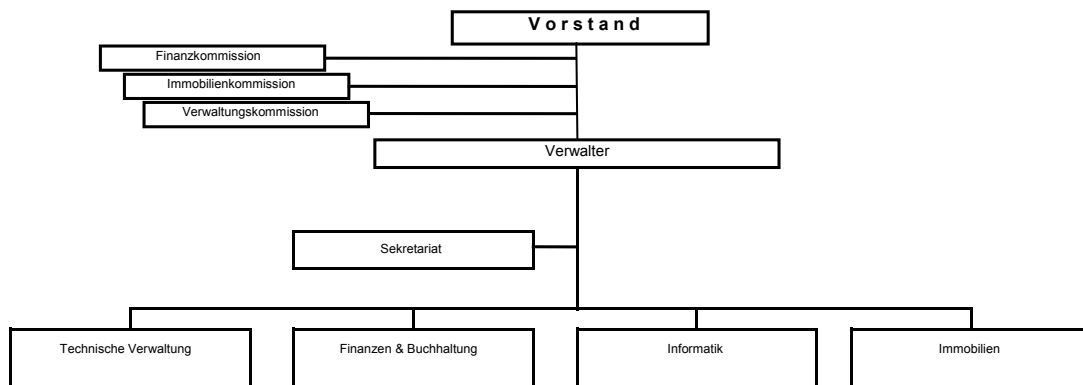 Vorstand
Finanzkommission
Immobilienkommission
Verwaltungskommission
Verwalter
Sekretariat
Technische Verwaltung
Finanzen & Buchhaltung
Informatik
Immobilien